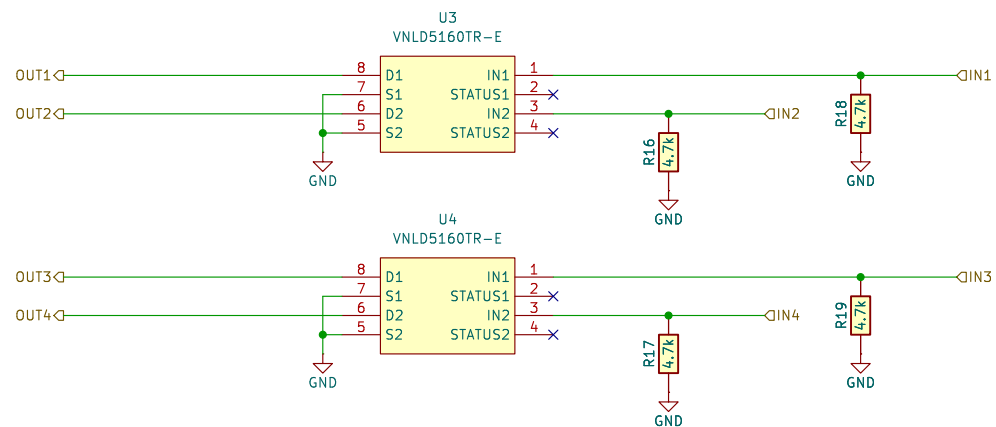 U3
VNLD5160TR-E
OUT1 8 D1 IN1 1 IN1
7 S1 STATUS1 2
OUT2 6 D2 IN2 3 IN2
5 S2 STATUS2 4
R18 4.7k
R16 4.7k
GND GND
GND
U4
VNLD5160TR-E
OUT3 8 D1 IN1 1 IN3
7 S1 STATUS1 2
OUT4 6 D2 IN2 3 IN4
5 S2 STATUS2 4
R19 4.7k
R17 4.7k
GND GND
GND